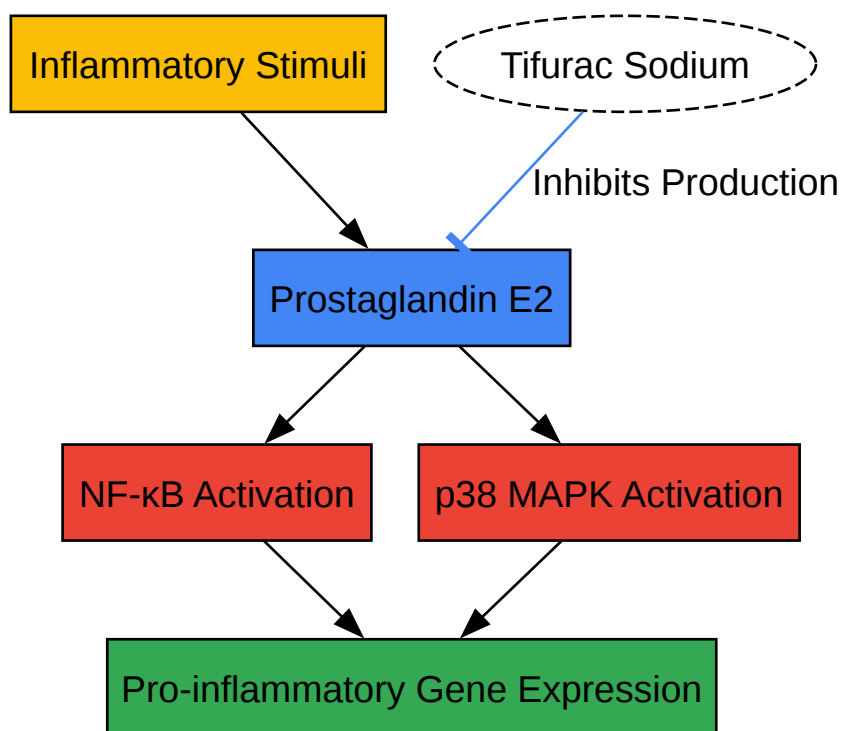 Inflammatory Stimuli
Tifurac Sodium
Inhibits Production
Prostaglandin E2
NF-κB Activation
p38 MAPK Activation
Pro-inflammatory Gene Expression